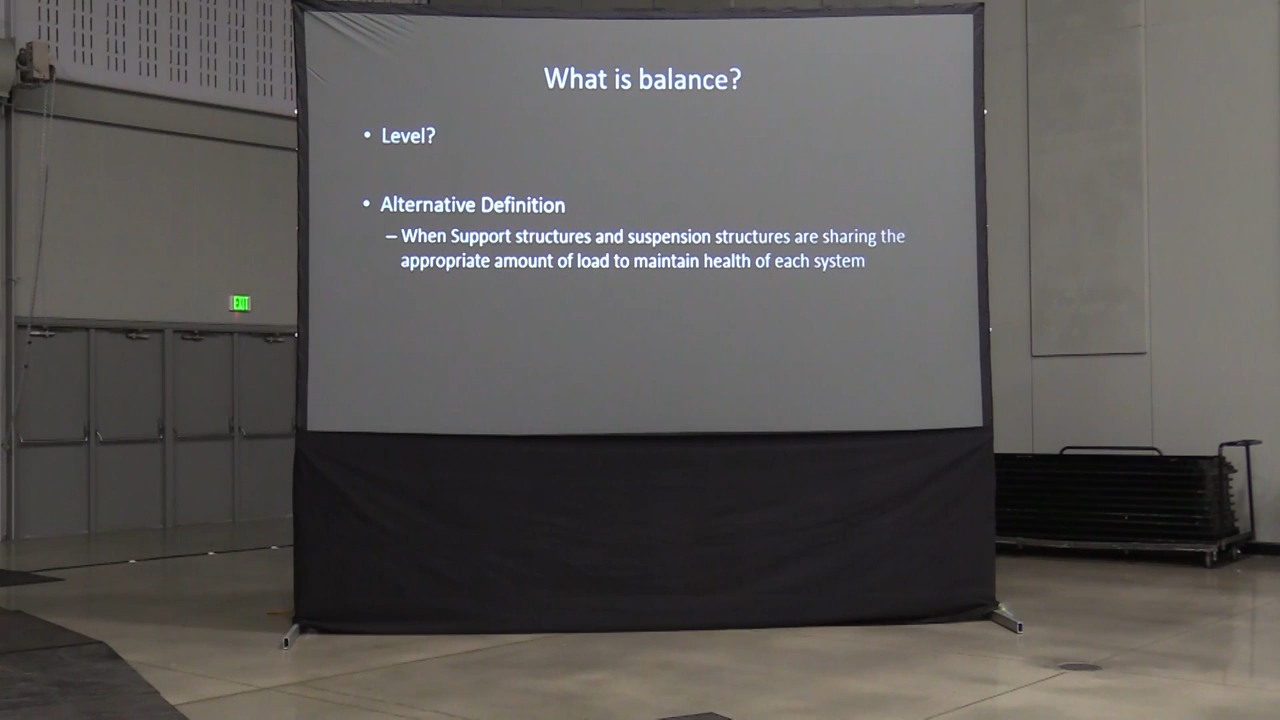 What is balance?
• Level?
• Alternative Definition
– When Support structures and suspension structures are sharing the
appropriate amount of load to maintain health of each system
EXIT